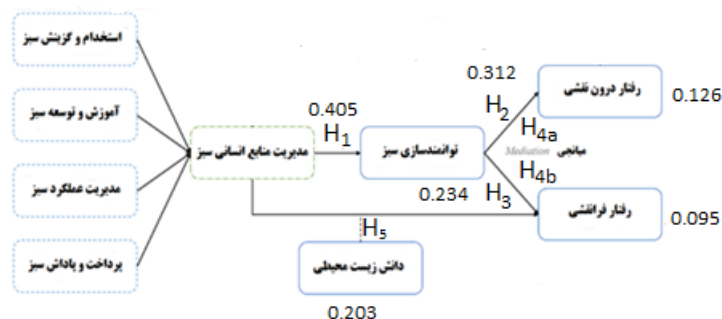 استخدام و گزینش سبز
آموزش و توسعه سبز
مدیریت عملکرد سبز
پرداخت و پاداش سبز
مدیریت منابع انسانی سبز
0.405
H1
توانمندسازی سبز
0.312
H2
H4a
میانجی Mediation
H4b
0.234
H3
رفتار درون نقشی
0.126
رفتار فرانقشی
0.095
H5
دانش زیست محیطی
0.203